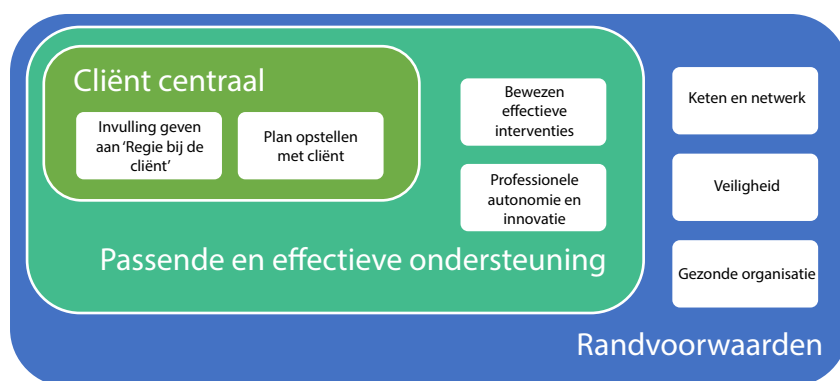 Cliënt centraal
Invulling geven
aan ‘Regie bij de
cliënt’
Plan opstellen
met cliënt
Bewezen
effectieve
interventies
Professionele
autonomie en
innovatie
Passende en effectieve ondersteuning
Keten en netwerk
Veiligheid
Gezonde organisatie
Randvoorwaarden